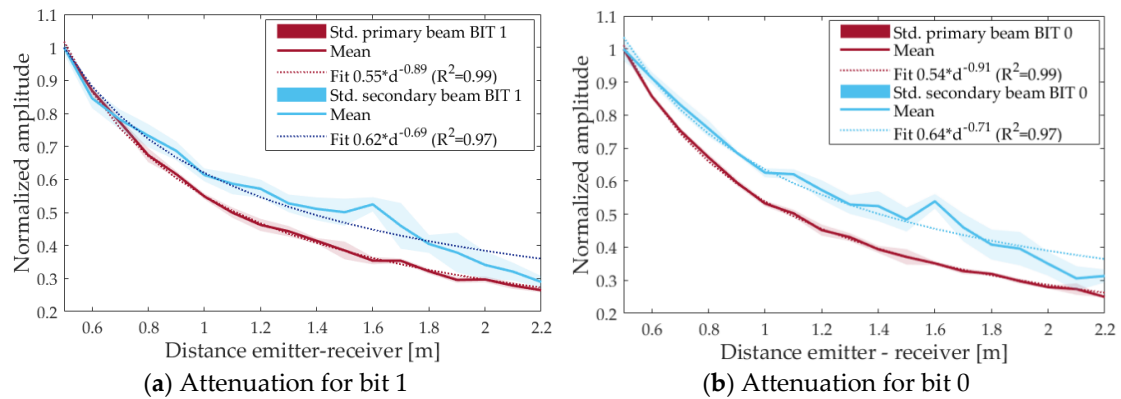 Normalized amplitude
1
0.9
0.8
0.7
0.6
0.5
0.4
0.3
0.2
Std. primary beam BIT 1
Mean
Fit 0.55*d^-0.89 (R^2=0.99)
Std. secondary beam BIT 1
Mean
Fit 0.62*d^-0.69 (R^2=0.97)
0.6 0.8 1 1.2 1.4 1.6 1.8 2 2.2
Distance emitter-receiver [m]
(a) Attenuation for bit 1
Normalized amplitude
1
0.9
0.8
0.7
0.6
0.5
0.4
0.3
0.2
Std. primary beam BIT 0
Mean
Fit 0.54*d^-0.91 (R^2=0.99)
Std. secondary beam BIT 0
Mean
Fit 0.64*d^-0.71 (R^2=0.97)
0.6 0.8 1 1.2 1.4 1.6 1.8 2 2.2
Distance emitter - receiver [m]
(b) Attenuation for bit 0